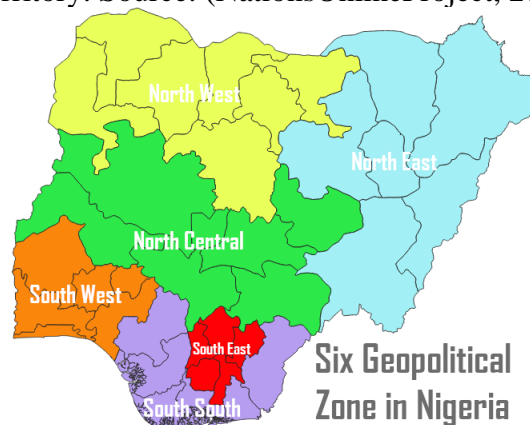 North West
North East
North Central
South West
South East
Six Geopolitical
Zone in Nigeria
South South